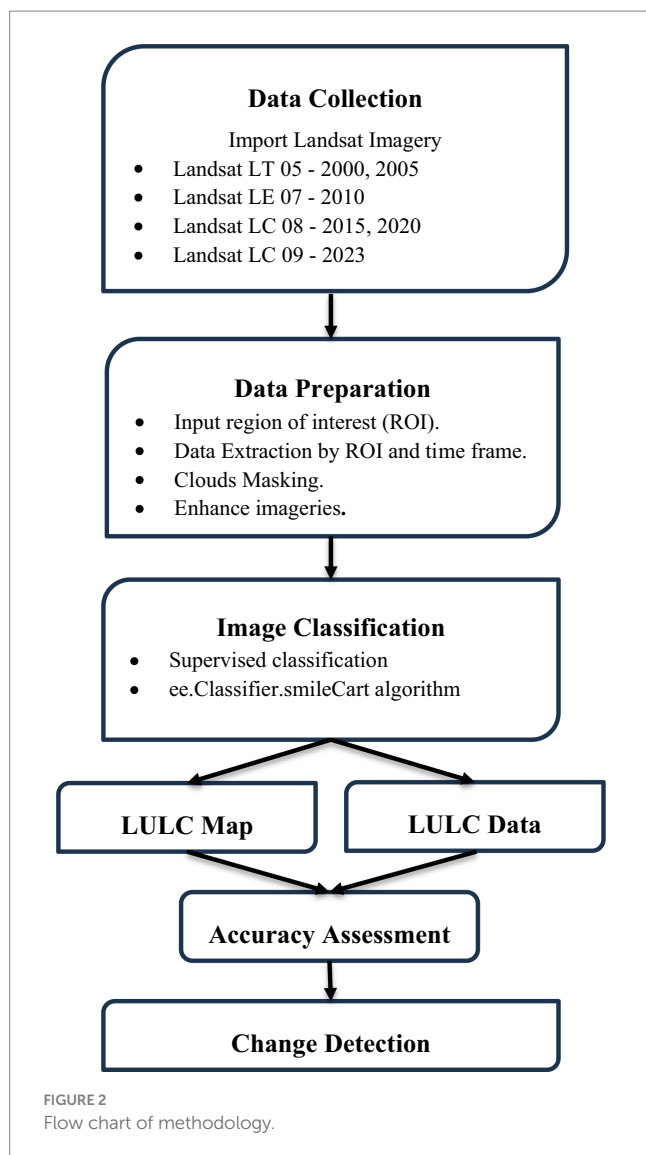 Data Collection
Import Landsat Imagery
• Landsat LT 05 - 2000, 2005
• Landsat LE 07 - 2010
• Landsat LC 08 - 2015, 2020
• Landsat LC 09 - 2023
Data Preparation
• Input region of interest (ROI).
• Data Extraction by ROI and time frame.
• Clouds Masking.
• Enhance imageries.
Image Classification
• Supervised classification
• ee.Classifier.smileCart algorithm
LULC Map
LULC Data
Accuracy Assessment
Change Detection
FIGURE 2
Flow chart of methodology.